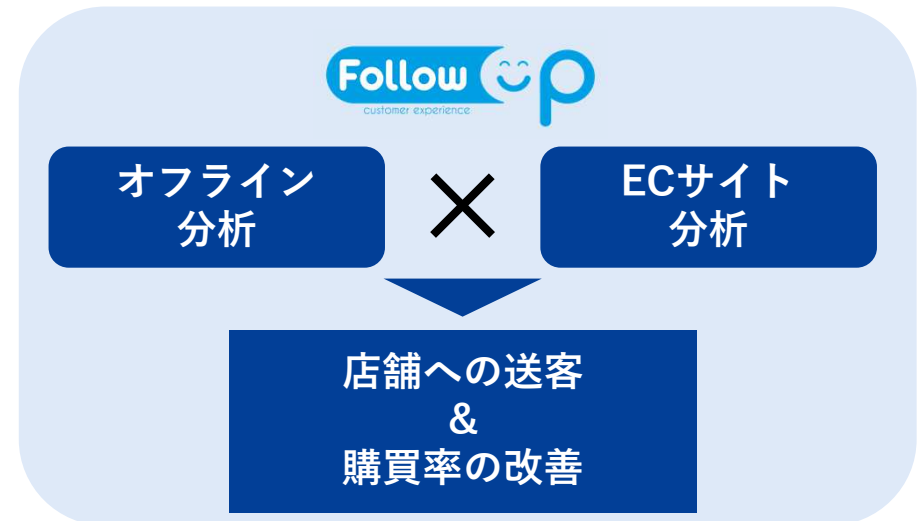 Follow up
customer experience
オフライン
分析
×
ECサイト
分析
店舗への送客
&
購買率の改善